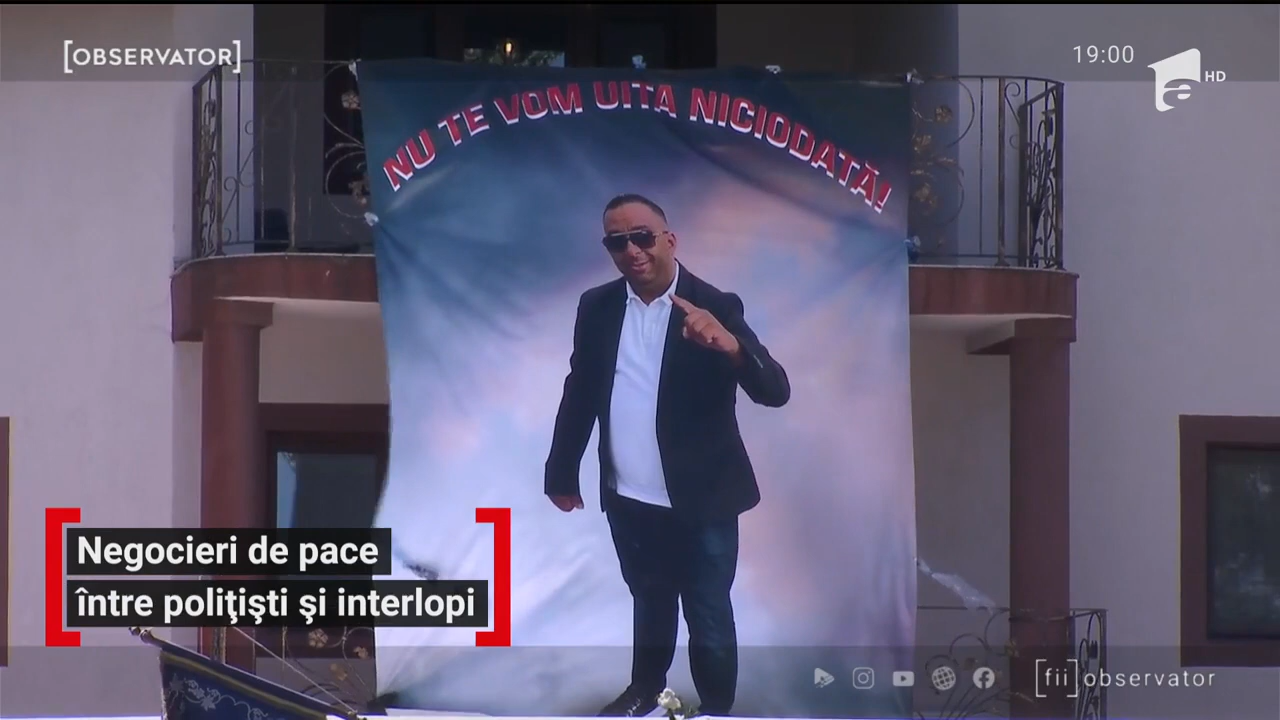 [OBSERVATOR]
19:00
a HD
NU TE VOM UITA NICIODATĂ!
Negocieri de pace
între poliţişti şi interlopi
[fii]observator